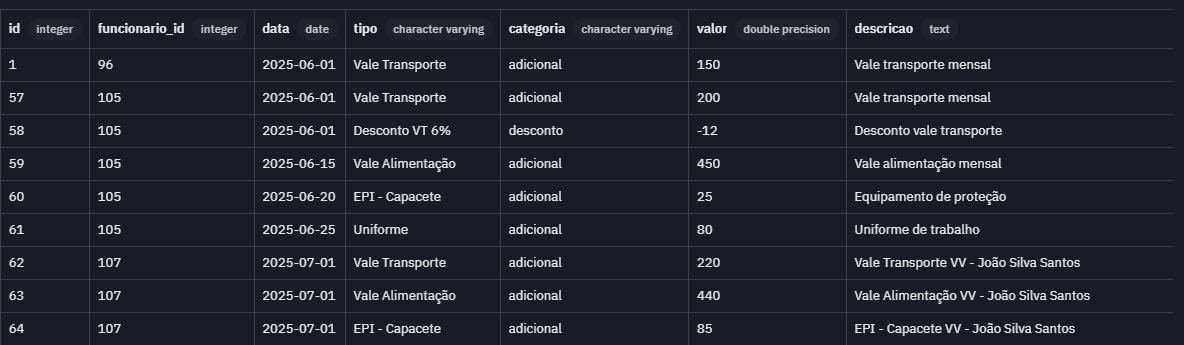 id integer funcionario_id integer data date tipo character varying categoria character varying valor double precision descricao text
1 96 2025-06-01 Vale Transporte adicional 150 Vale transporte mensal
57 105 2025-06-01 Vale Transporte adicional 200 Vale transporte mensal
58 105 2025-06-01 Desconto VT 6% desconto -12 Desconto vale transporte
59 105 2025-06-15 Vale Alimentação adicional 450 Vale alimentação mensal
60 105 2025-06-20 EPI - Capacete adicional 25 Equipamento de proteção
61 105 2025-06-25 Uniforme adicional 80 Uniforme de trabalho
62 107 2025-07-01 Vale Transporte adicional 220 Vale Transporte VV - João Silva Santos
63 107 2025-07-01 Vale Alimentação adicional 440 Vale Alimentação VV - João Silva Santos
64 107 2025-07-01 EPI - Capacete adicional 85 EPI - Capacete VV - João Silva Santos